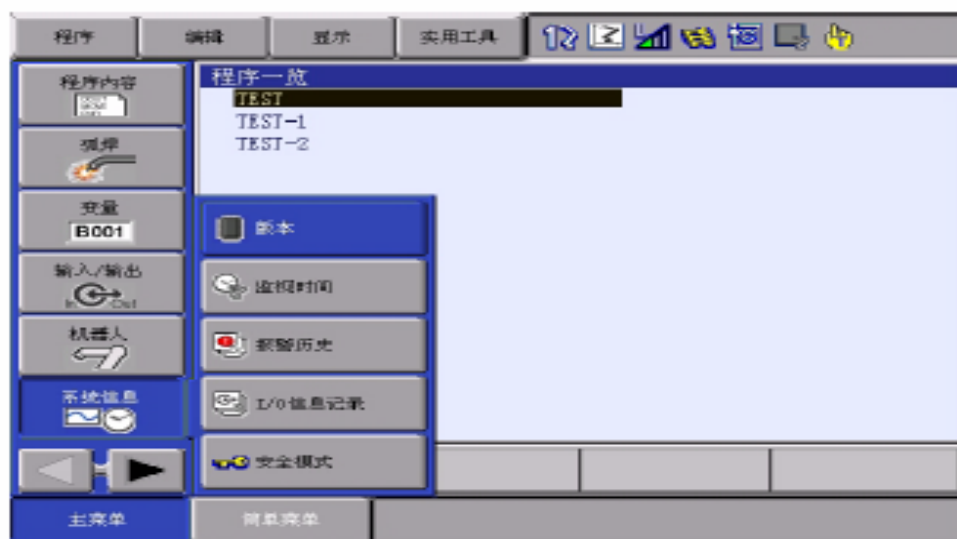 程序 编辑 显示 实用工具
程序内容
程序一览
TEST
TEST-1
TEST-2
弧焊
变量
B001
输入/输出
In Out
机器人
系统信息
版本
监视时间
报警历史
I/O信息记录
安全模式
主菜单 简单菜单